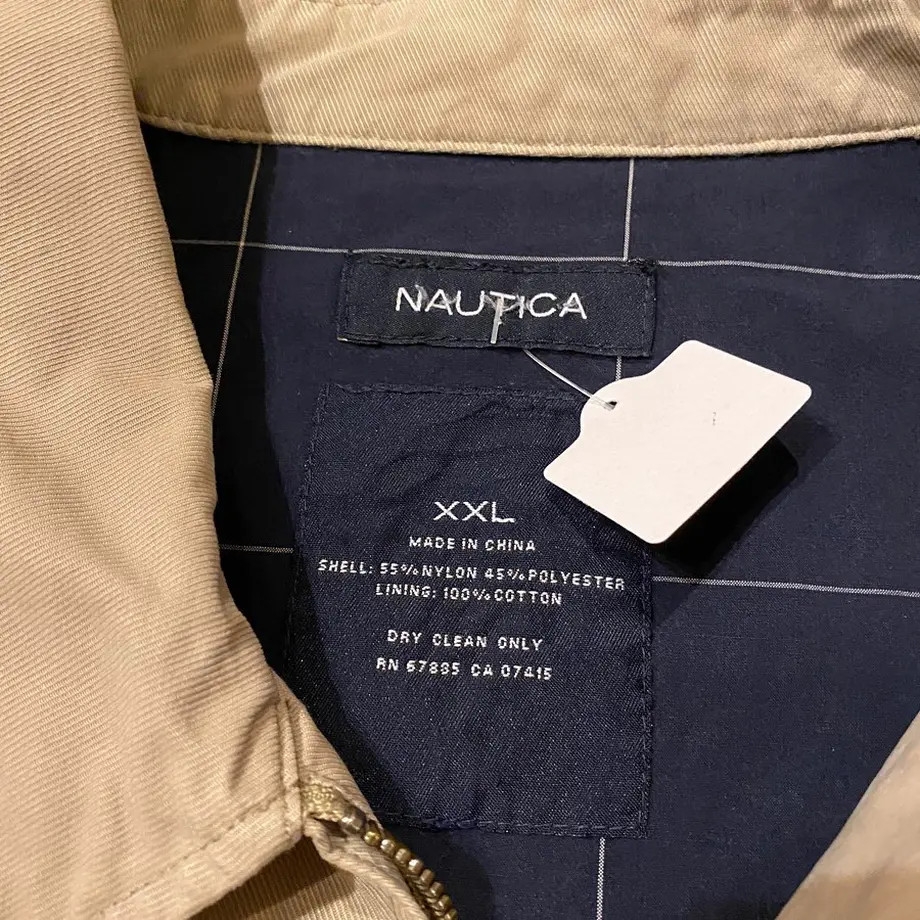 NAUTICA
XXL
MADE IN CHINA
SHELL: 55% NYLON 45% POLYESTER
LINING: 100% COTTON
DRY CLEAN ONLY
RN 67835 CA 07415